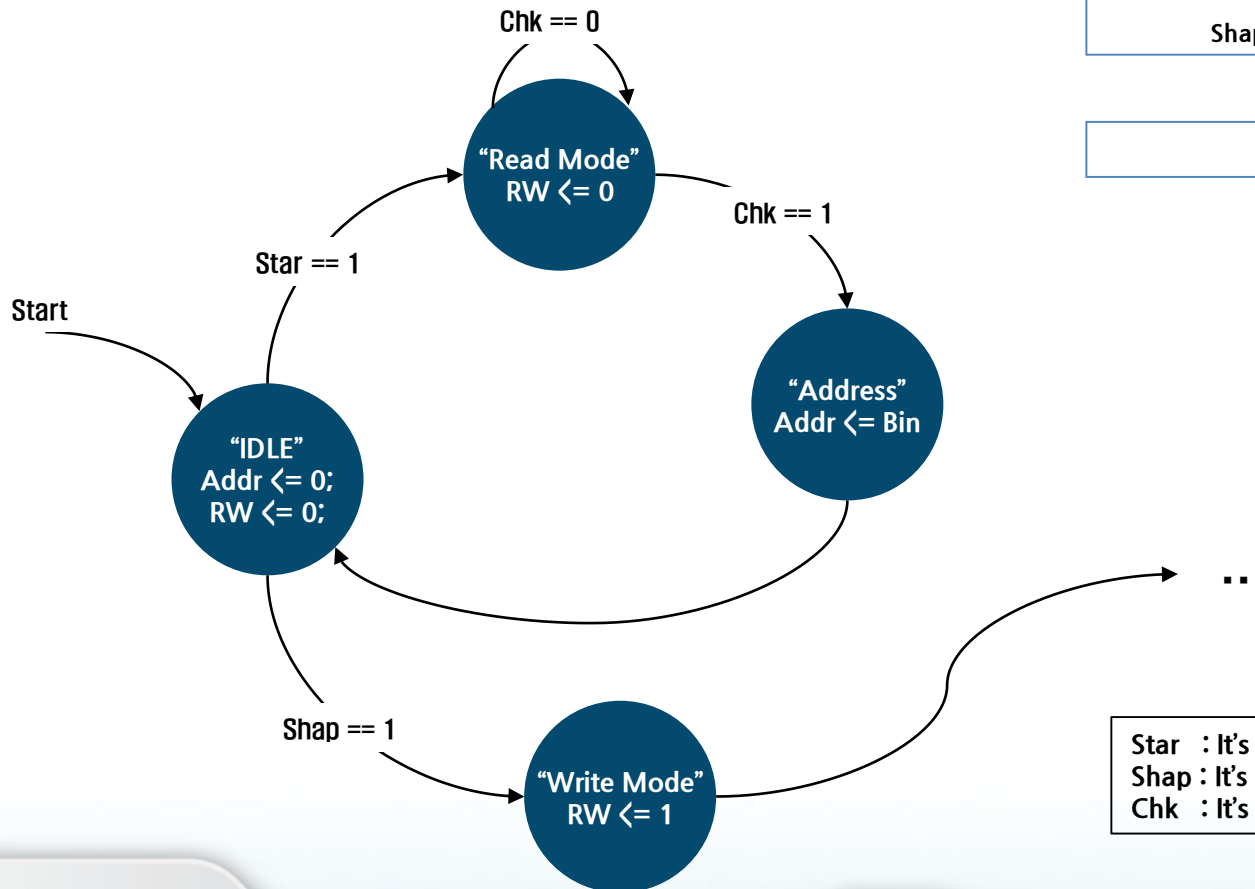 Chk == 0
Shap
“Read Mode”
RW <= 0
Chk == 1
Star == 1
Start
“Address”
Addr <= Bin
“IDLE”
Addr <= 0;
RW <= 0;
..
Shap == 1
Star : It’s
Shap : It’s
Chk : It’s
“Write Mode”
RW <= 1